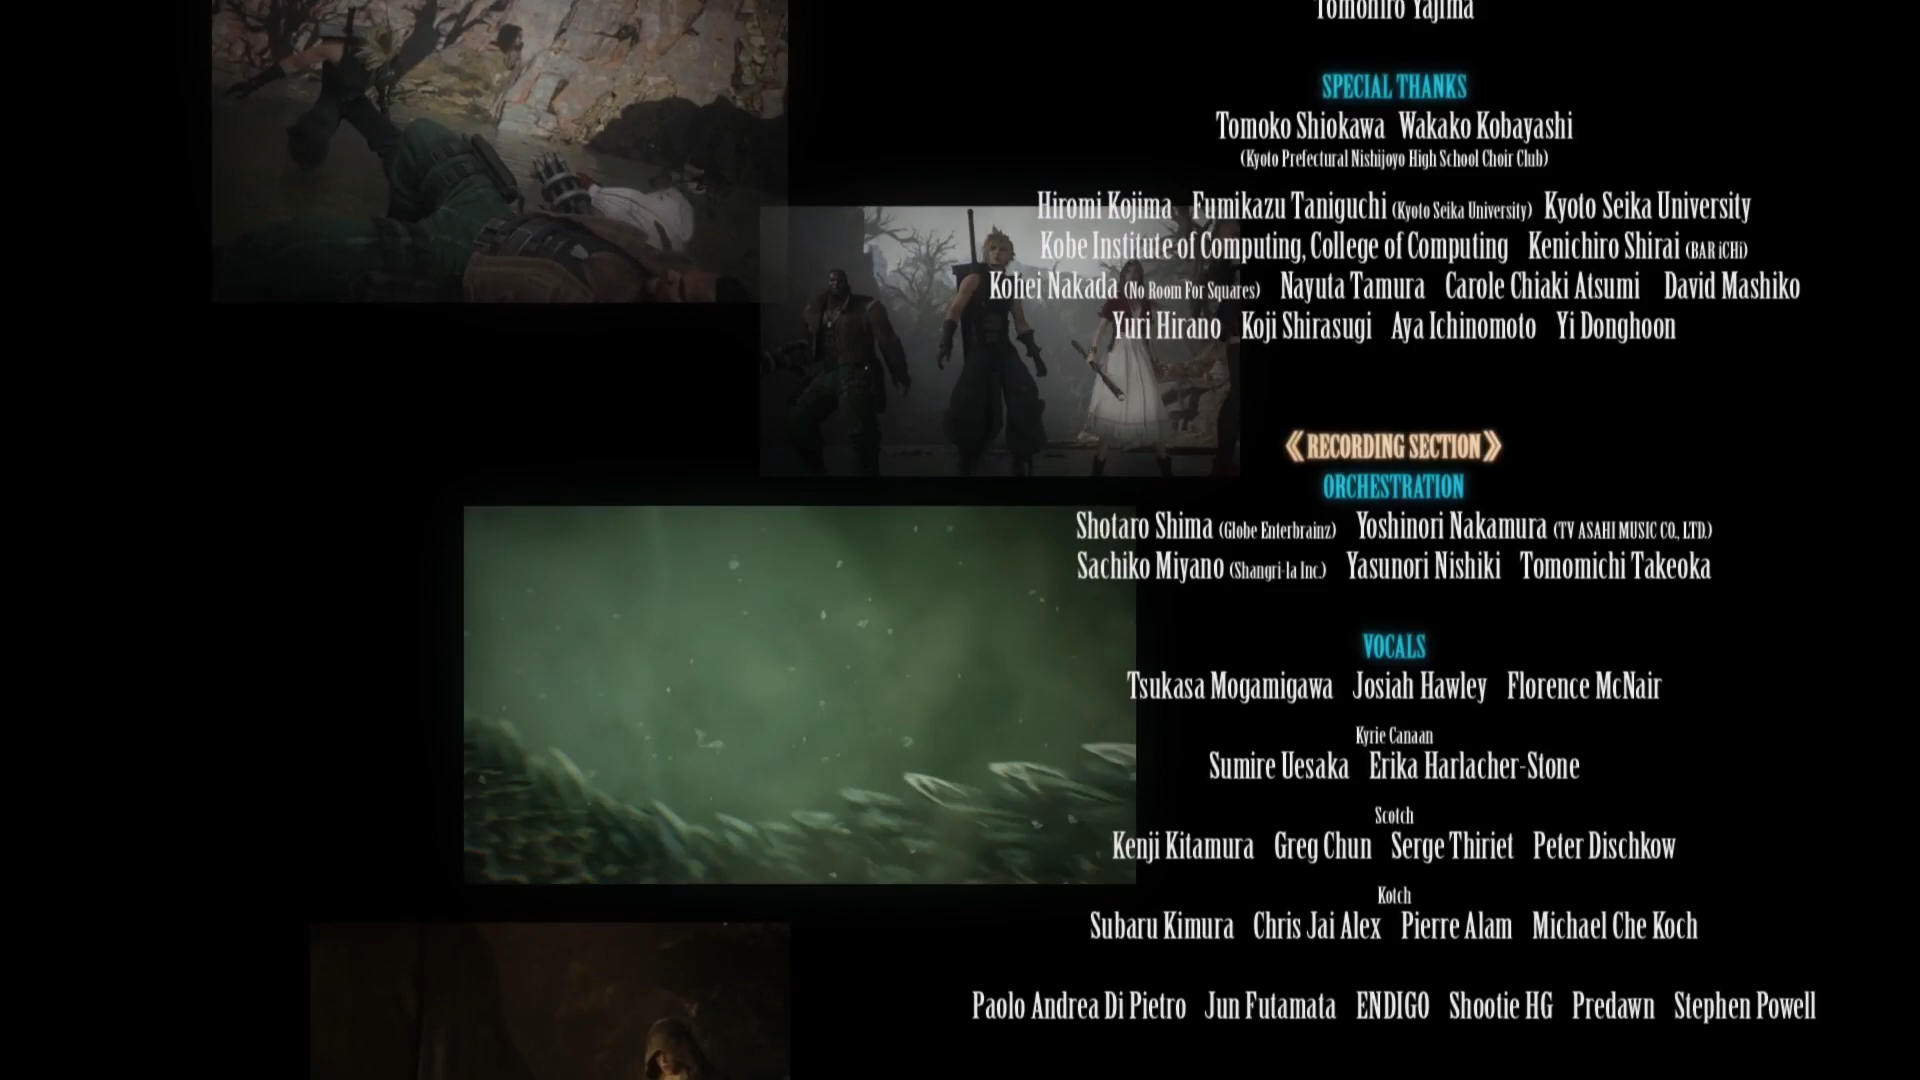 Tomohiro Yajima
SPECIAL THANKS
Tomoko Shiokawa Wakako Kobayashi
(Kyoto Prefectural Nishijoyo High School Choir Club)
Hiromi Kojima Fumikazu Taniguchi (Kyoto Seika University) Kyoto Seika University
Kobe Institute of Computing, College of Computing Kenichiro Shirai (BAR iCHi)
Kohei Nakada (No Room For Squares) Nayuta Tamura Carole Chiaki Atsumi David Mashiko
Yuri Hirano Koji Shirasugi Aya Ichinomoto Yi Donghoon
《RECORDING SECTION》
ORCHESTRATION
Shotaro Shima (Globe Enterbrainz) Yoshinori Nakamura (TV ASAHI MUSIC CO., LTD.)
Sachiko Miyano (Shangri-la Inc.) Yasunori Nishiki Tomomichi Takeoka
VOCALS
Tsukasa Mogamigawa Josiah Hawley Florence McNair
Kyrie Canaan
Sumire Uesaka Erika Harlacher-Stone
Scotch
Kenji Kitamura Greg Chun Serge Thiriet Peter Dischkow
Kotch
Subaru Kimura Chris Jai Alex Pierre Alam Michael Che Koch
Paolo Andrea Di Pietro Jun Futamata ENDIGO Shootie HG Predawn Stephen Powell